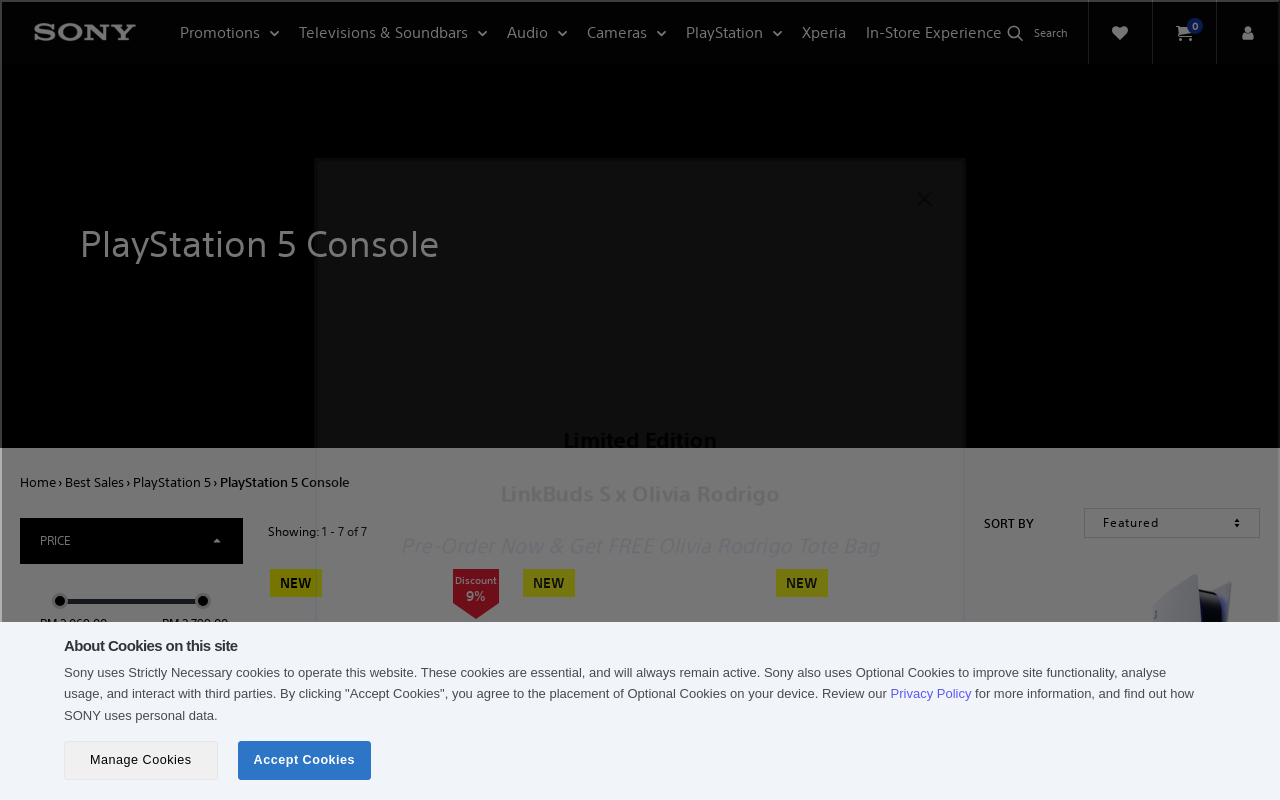 SONY
Promotions
Televisions & Soundbars
Audio
Cameras
PlayStation
Xperia
In-Store Experience
Search
0
PlayStation 5 Console
Limited Edition
LinkBuds S x Olivia Rodrigo
Pre-Order Now & Get FREE Olivia Rodrigo Tote Bag
Home › Best Sales › PlayStation 5 › PlayStation 5 Console
PRICE
Showing: 1 - 7 of 7
SORT BY
Featured
NEW
Discount
9%
NEW
NEW
About Cookies on this site
Sony uses Strictly Necessary cookies to operate this website. These cookies are essential, and will always remain active. Sony also uses Optional Cookies to improve site functionality, analyse
usage, and interact with third parties. By clicking "Accept Cookies", you agree to the placement of Optional Cookies on your device. Review our Privacy Policy for more information, and find out how
SONY uses personal data.
Manage Cookies
Accept Cookies